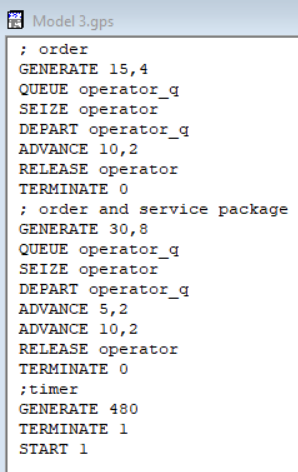 Model 3.gps
; order
GENERATE 15,4
QUEUE operator_q
SEIZE operator
DEPART operator_q
ADVANCE 10,2
RELEASE operator
TERMINATE 0
; order and service package
GENERATE 30,8
QUEUE operator_q
SEIZE operator
DEPART operator_q
ADVANCE 5,2
ADVANCE 10,2
RELEASE operator
TERMINATE 0
;timer
GENERATE 480
TERMINATE 1
START 1